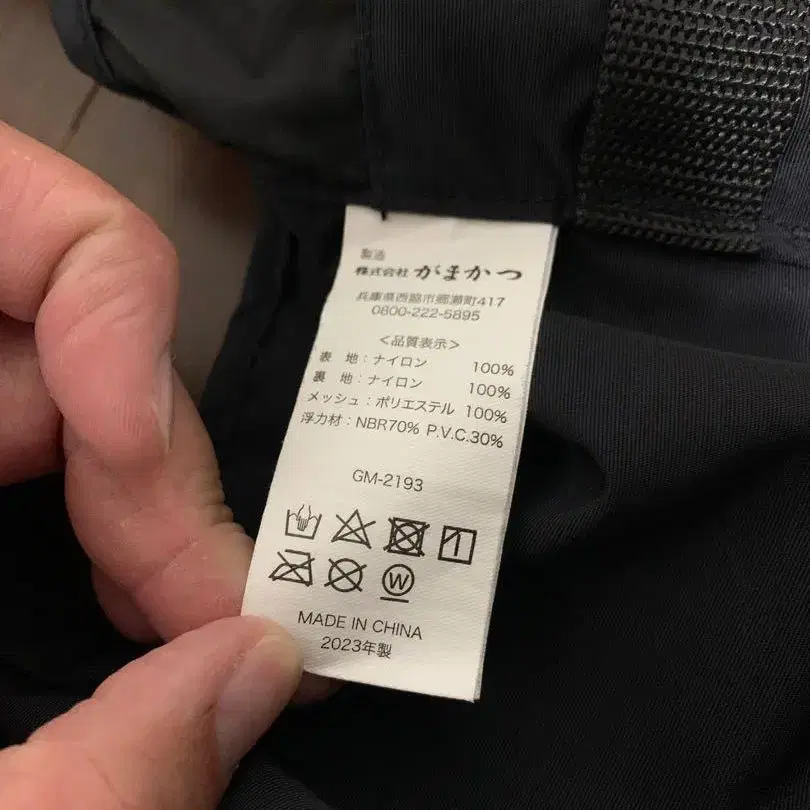 製造
株式会社 がまかつ
兵庫県西脇市郷瀬町417
0800-222-5895
<品質表示>
表 地：ナイロン 100%
裏 地：ナイロン 100%
メッシュ：ポリエステル 100%
浮力材：NBR70% P.V.C.30%
GM-2193
W
MADE IN CHINA
2023年製